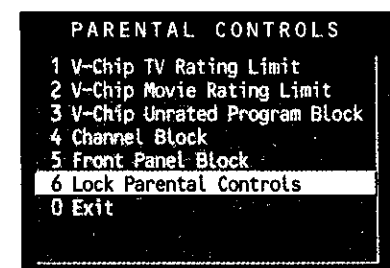 PARENTAL CONTROLS
1 V-Chip TV Rating Limit
2 V-Chip Movie Rating Limit
3 V-Chip Unrated Program Block
4 Channel Block
5 Front Panel Block
6 Lock Parental Controls
0 Exit